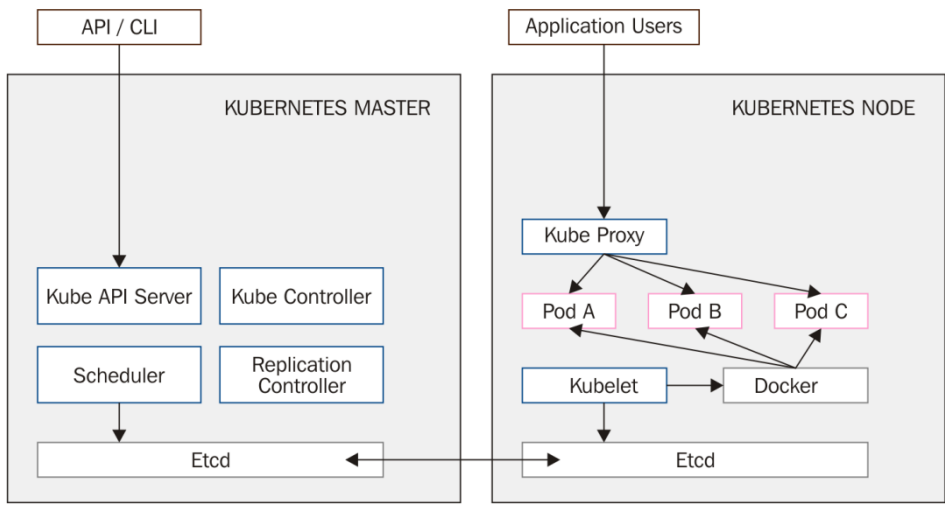 API / CLI
Application Users
KUBERNETES MASTER
KUBERNETES NODE
Kube Proxy
Kube API Server
Kube Controller
Pod A
Pod B
Pod C
Scheduler
Replication
Controller
Kubelet
Docker
Etcd
Etcd